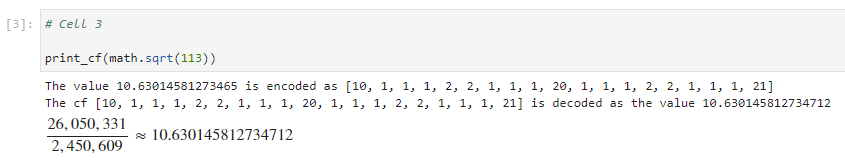 [3]: # Cell 3
print_cf(math.sqrt(113))
The value 10.63014581273465 is encoded as [10, 1, 1, 1, 2, 2, 1, 1, 1, 20, 1, 1, 1, 2, 2, 1, 1, 1, 21]
The cf [10, 1, 1, 1, 2, 2, 1, 1, 1, 20, 1, 1, 1, 2, 2, 1, 1, 1, 21] is decoded as the value 10.630145812734712
26,050,331
2,450,609
≈ 10.630145812734712